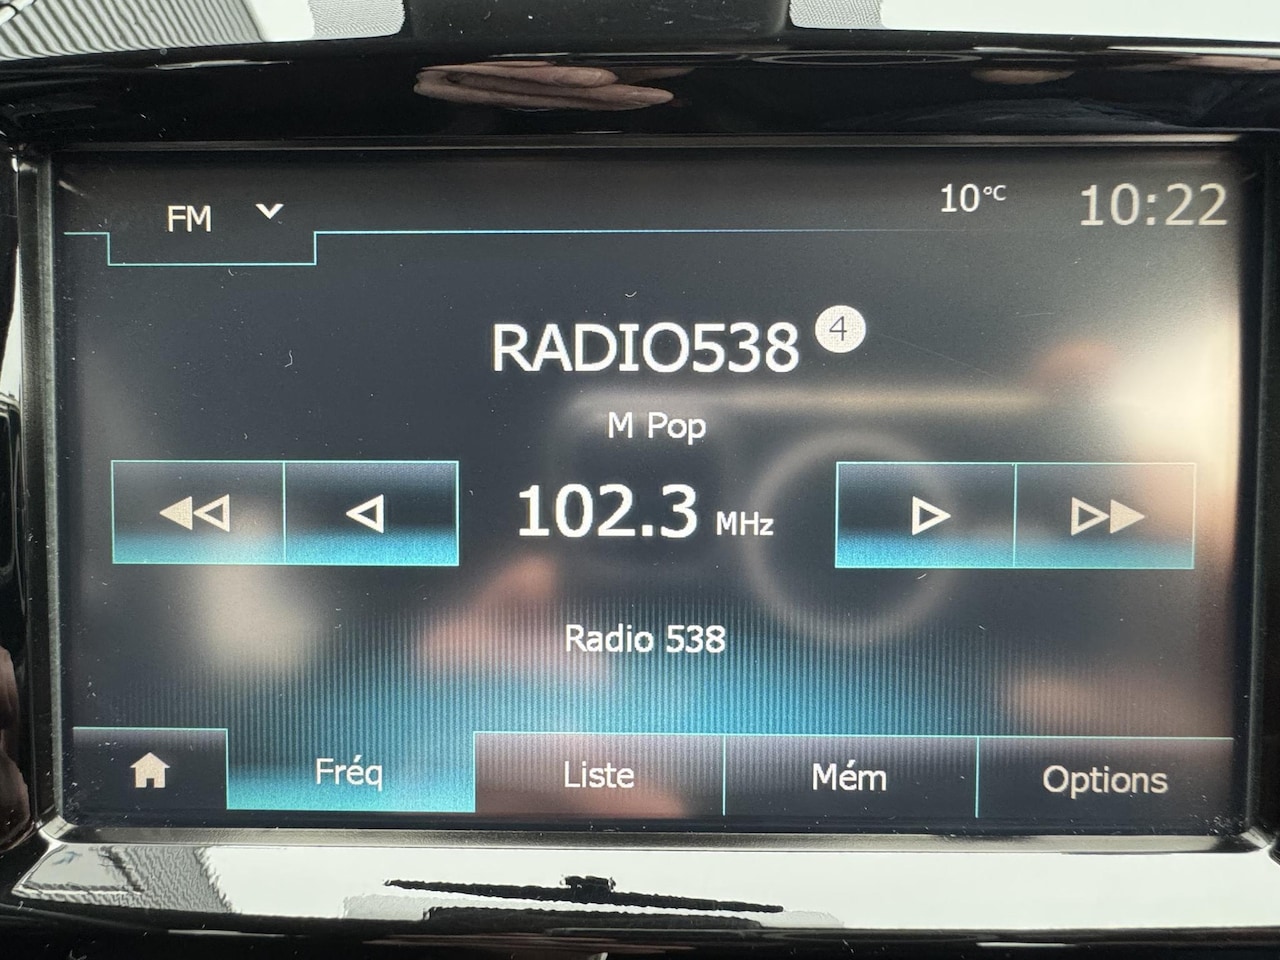 FM
10°C
10:22
RADIO538 4
M Pop
102.3 MHz
Radio 538
Fréq
Liste
Mém
Options